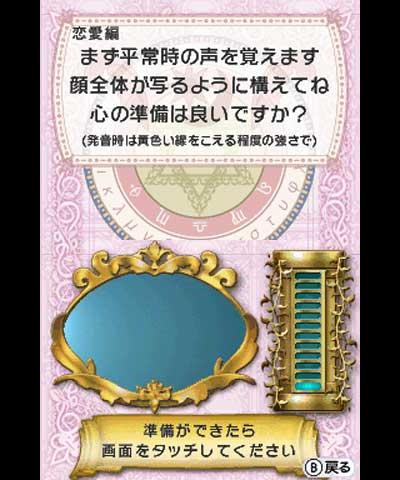 恋愛編
まず平常時の声を覚えます
顔全体が写るように構えてね
心の準備は良いですか？
(発音時は黄色い線をこえる程度の強さで)
準備ができたら
画面をタッチしてください
Ⓑ戻る